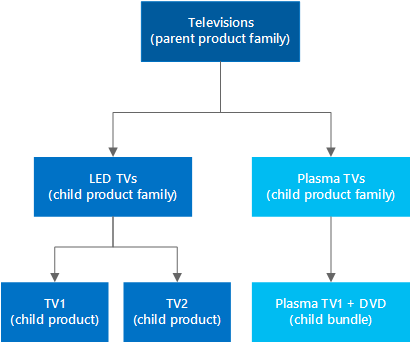 Televisions
(parent product family)
LED TVs
(child product family)
Plasma TVs
(child product family)
TV1
(child product)
TV2
(child product)
Plasma TV1 + DVD
(child bundle)